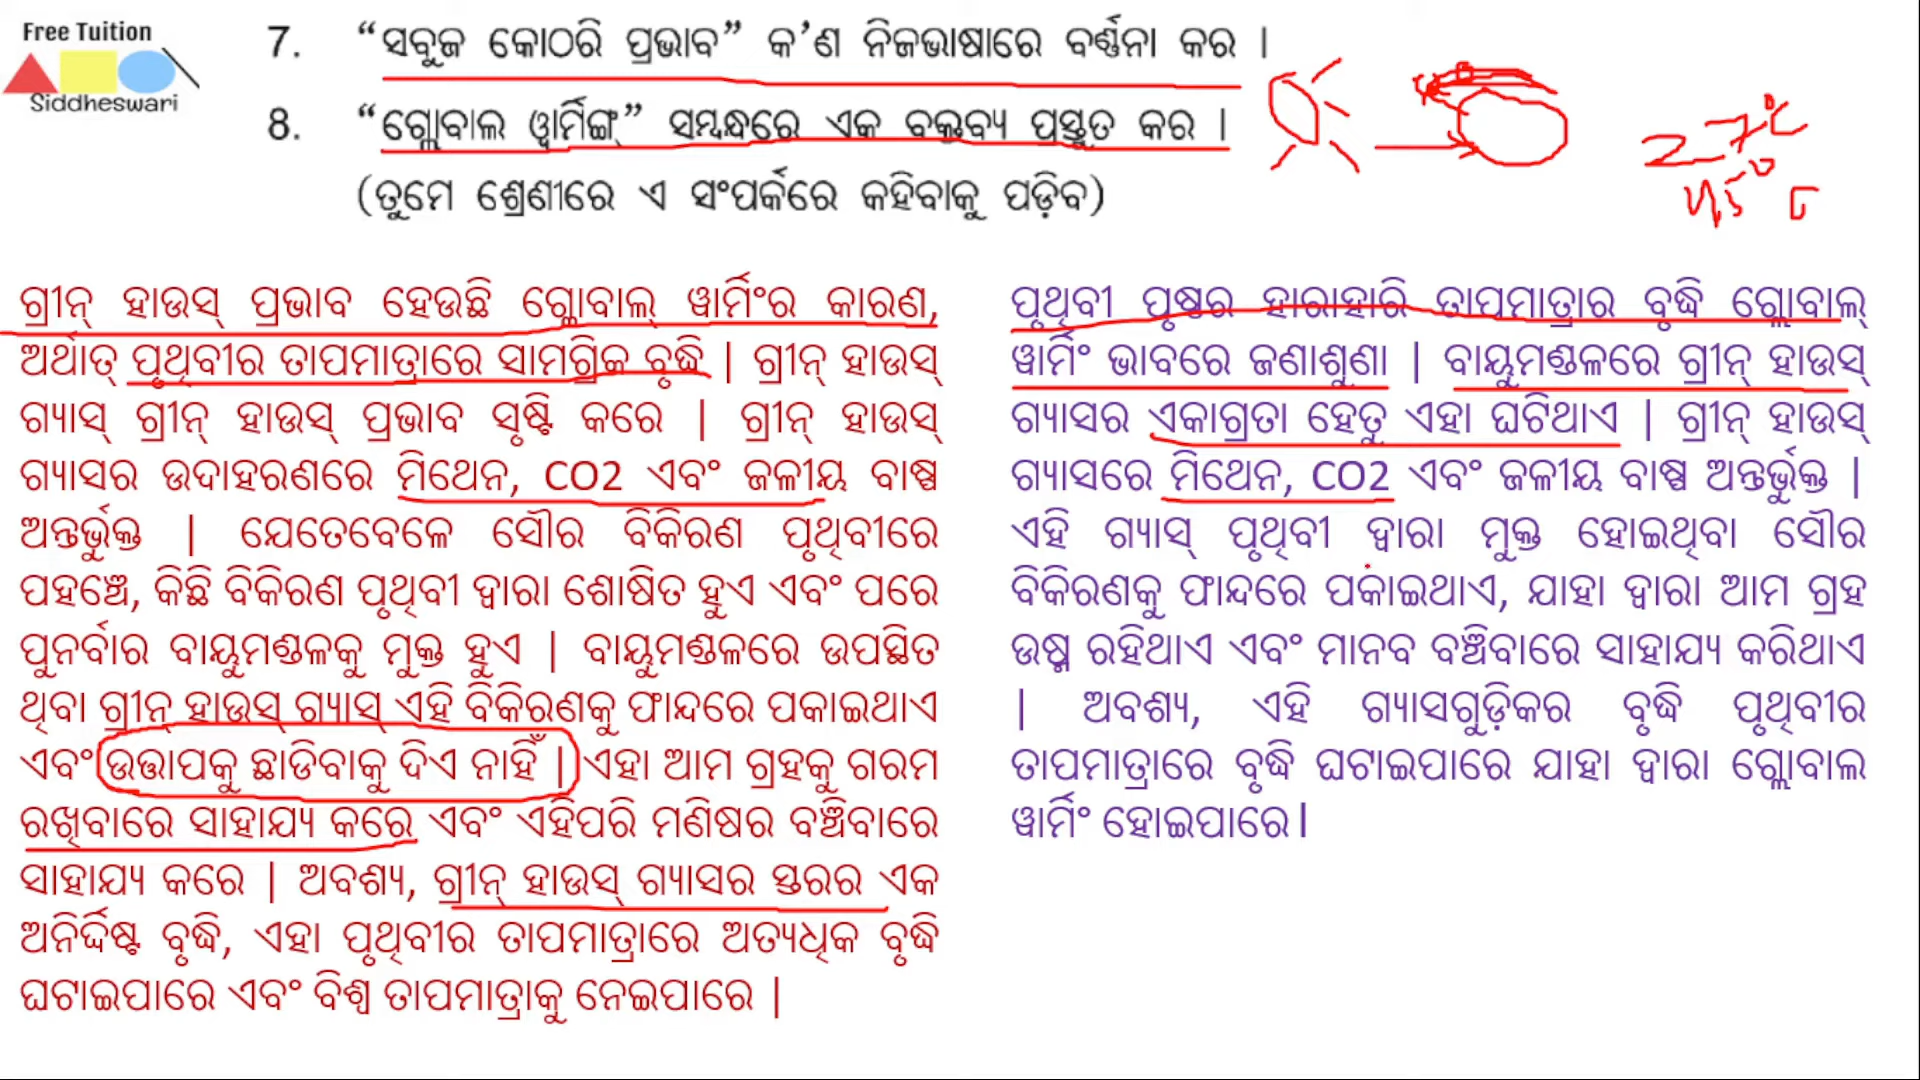 Free Tuition
Siddheswari
7. “ସବୁଜ କୋଠରି ପ୍ରଭାବ” କ’ଣ ନିଜଭାଷାରେ ବର୍ଣ୍ଣନା କର |
8. “ଗ୍ଲୋବାଲ ୱାର୍ମିଙ୍ଗ୍” ସମ୍ବନ୍ଧରେ ଏକ ବକ୍ତବ୍ୟ ପ୍ରସ୍ତୁତ କର |
(ତୁମେ ଶ୍ରେଣୀରେ ଏ ସଂପର୍କରେ କହିବାକୁ ପଡ଼ିବ)
27°C
45°C
ଗ୍ରୀନ୍ ହାଉସ୍ ପ୍ରଭାବ ହେଉଛି ଗ୍ଳୋବାଲ୍ ୱାର୍ମିଂର କାରଣ,
ଅର୍ଥାତ୍ ପୃଥିବୀର ତାପମାତ୍ରାରେ ସାମଗ୍ରିକ ବୃଦ୍ଧି | ଗ୍ରୀନ୍ ହାଉସ୍
ଗ୍ୟାସ୍ ଗ୍ରୀନ୍ ହାଉସ୍ ପ୍ରଭାବ ସୃଷ୍ଟି କରେ | ଗ୍ରୀନ୍ ହାଉସ୍
ଗ୍ୟାସର ଉଦାହରଣରେ ମିଥେନ, CO2 ଏବଂ ଜଳୀୟ ବାଷ୍ପ
ଅନ୍ତର୍ଭୁକ୍ତ | ଯେତେବେଳେ ସୌର ବିକିରଣ ପୃଥିବୀରେ
ପହଞ୍ଚେ, କିଛି ବିକିରଣ ପୃଥିବୀ ଦ୍ୱାରା ଶୋଷିତ ହୁଏ ଏବଂ ପରେ
ପୁନର୍ବାର ବାୟୁମଣ୍ଡଳକୁ ମୁକ୍ତ ହୁଏ | ବାୟୁମଣ୍ଡଳରେ ଉପସ୍ଥିତ
ଥିବା ଗ୍ରୀନ୍ ହାଉସ୍ ଗ୍ୟାସ୍ ଏହି ବିକିରଣକୁ ଫାନ୍ଦରେ ପକାଇଥାଏ
ଏବଂ ଉତ୍ତାପକୁ ଛାଡିବାକୁ ଦିଏ ନାହିଁ | ଏହା ଆମ ଗ୍ରହକୁ ଗରମ
ରଖିବାରେ ସାହାଯ୍ୟ କରେ ଏବଂ ଏହିପରି ମଣିଷର ବଞ୍ଚିବାରେ
ସାହାଯ୍ୟ କରେ | ଅବଶ୍ୟ, ଗ୍ରୀନ୍ ହାଉସ୍ ଗ୍ୟାସର ସ୍ତରର ଏକ
ଅନିର୍ଦ୍ଦିଷ୍ଟ ବୃଦ୍ଧି, ଏହା ପୃଥିବୀର ତାପମାତ୍ରାରେ ଅତ୍ୟଧିକ ବୃଦ୍ଧି
ଘଟାଇପାରେ ଏବଂ ବିଶ୍ୱ ତାପମାତ୍ରାକୁ ନେଇପାରେ |
ପୃଥିବୀ ପୃଷ୍ଠର ହାରାହାରି ତାପମାତ୍ରାର ବୃଦ୍ଧି ଗ୍ଲୋବାଲ୍
ୱାର୍ମିଂ ଭାବରେ ଜଣାଶୁଣା | ବାୟୁମଣ୍ଡଳରେ ଗ୍ରୀନ୍ ହାଉସ୍
ଗ୍ୟାସର ଏକାଗ୍ରତା ହେତୁ ଏହା ଘଟିଥାଏ | ଗ୍ରୀନ୍ ହାଉସ୍
ଗ୍ୟାସରେ ମିଥେନ, CO2 ଏବଂ ଜଳୀୟ ବାଷ୍ପ ଅନ୍ତର୍ଭୁକ୍ତ |
ଏହି ଗ୍ୟାସ୍ ପୃଥିବୀ ଦ୍ୱାରା ମୁକ୍ତ ହୋଇଥିବା ସୌର
ବିକିରଣକୁ ଫାନ୍ଦରେ ପକାଇଥାଏ, ଯାହା ଦ୍ୱାରା ଆମ ଗ୍ରହ
ଉଷ୍ମ ରହିଥାଏ ଏବଂ ମାନବ ବଞ୍ଚିବାରେ ସାହାଯ୍ୟ କରିଥାଏ
| ଅବଶ୍ୟ, ଏହି ଗ୍ୟାସଗୁଡ଼ିକର ବୃଦ୍ଧି ପୃଥିବୀର
ତାପମାତ୍ରାରେ ବୃଦ୍ଧି ଘଟାଇପାରେ ଯାହା ଦ୍ୱାରା ଗ୍ଲୋବାଲ
ୱାର୍ମିଂ ହୋଇପାରେ।